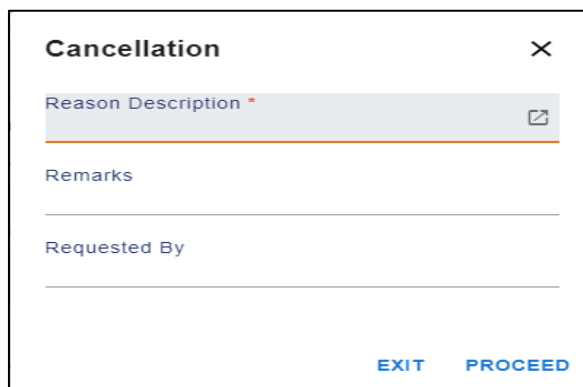 Cancellation
Reason Description *
Remarks
Requested By
EXIT PROCEED